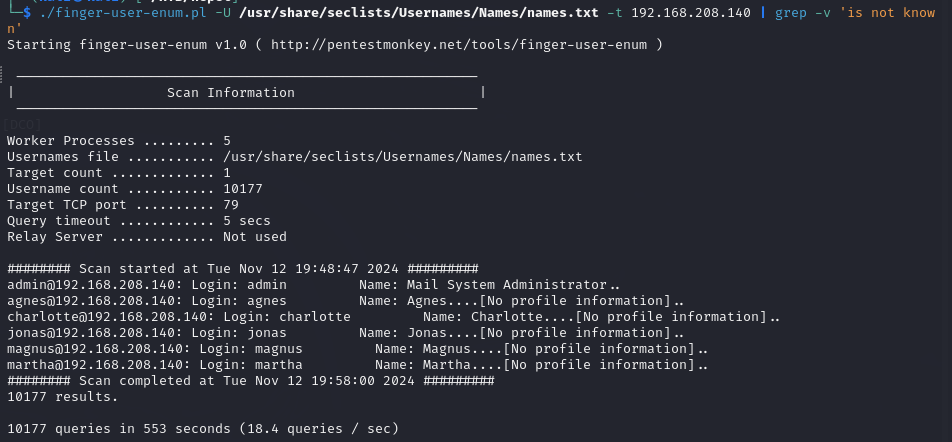 $ ./finger-user-enum.pl -U /usr/share/seclists/Usernames/Names/names.txt -t 192.168.208.140 | grep -v 'is not know
n'
Starting finger-user-enum v1.0 ( http://pentestmonkey.net/tools/finger-user-enum )
| Scan Information |
Worker Processes ......... 5
Usernames file ........... /usr/share/seclists/Usernames/Names/names.txt
Target count ............. 1
Username count ........... 10177
Target TCP port .......... 79
Query timeout ............ 5 secs
Relay Server ............. Not used
######## Scan started at Tue Nov 12 19:48:47 2024 #########
admin@192.168.208.140: Login: admin Name: Mail System Administrator..
agnes@192.168.208.140: Login: agnes Name: Agnes....[No profile information]..
charlotte@192.168.208.140: Login: charlotte Name: Charlotte....[No profile information]..
jonas@192.168.208.140: Login: jonas Name: Jonas....[No profile information]..
magnus@192.168.208.140: Login: magnus Name: Magnus....[No profile information]..
martha@192.168.208.140: Login: martha Name: Martha....[No profile information]..
######## Scan completed at Tue Nov 12 19:58:00 2024 #########
10177 results.
10177 queries in 553 seconds (18.4 queries / sec)